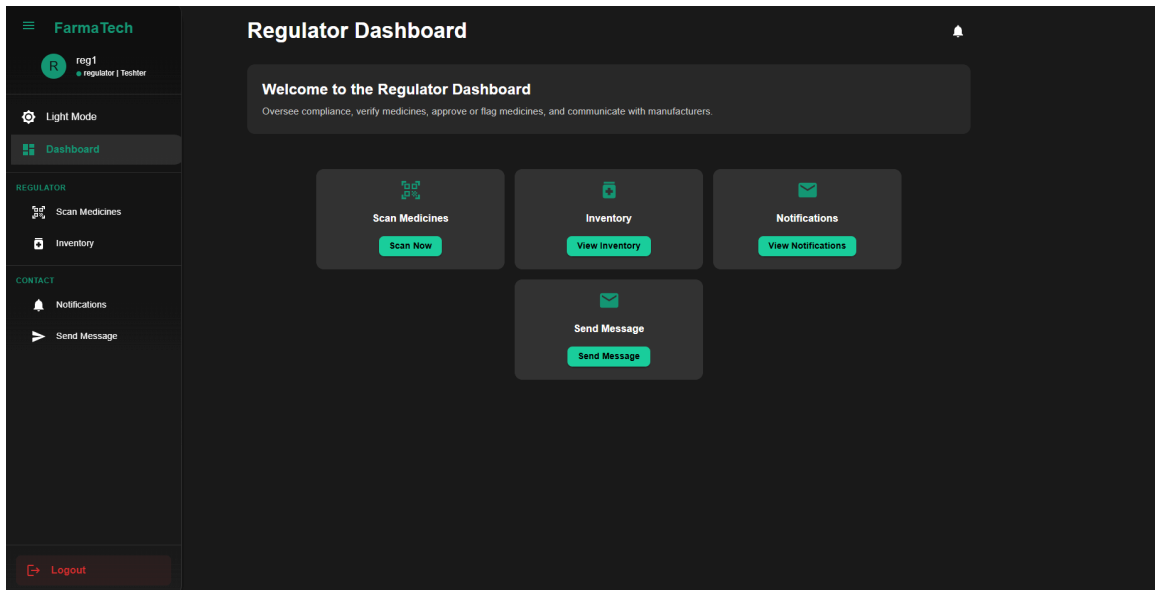 FarmaTech
R
reg1
regulator | Teshter
Light Mode
Dashboard
REGULATOR
Scan Medicines
Inventory
CONTACT
Notifications
Send Message
Logout
Regulator Dashboard
Welcome to the Regulator Dashboard
Oversee compliance, verify medicines, approve or flag medicines, and communicate with manufacturers.
Scan Medicines
Scan Now
Inventory
View Inventory
Notifications
View Notifications
Send Message
Send Message